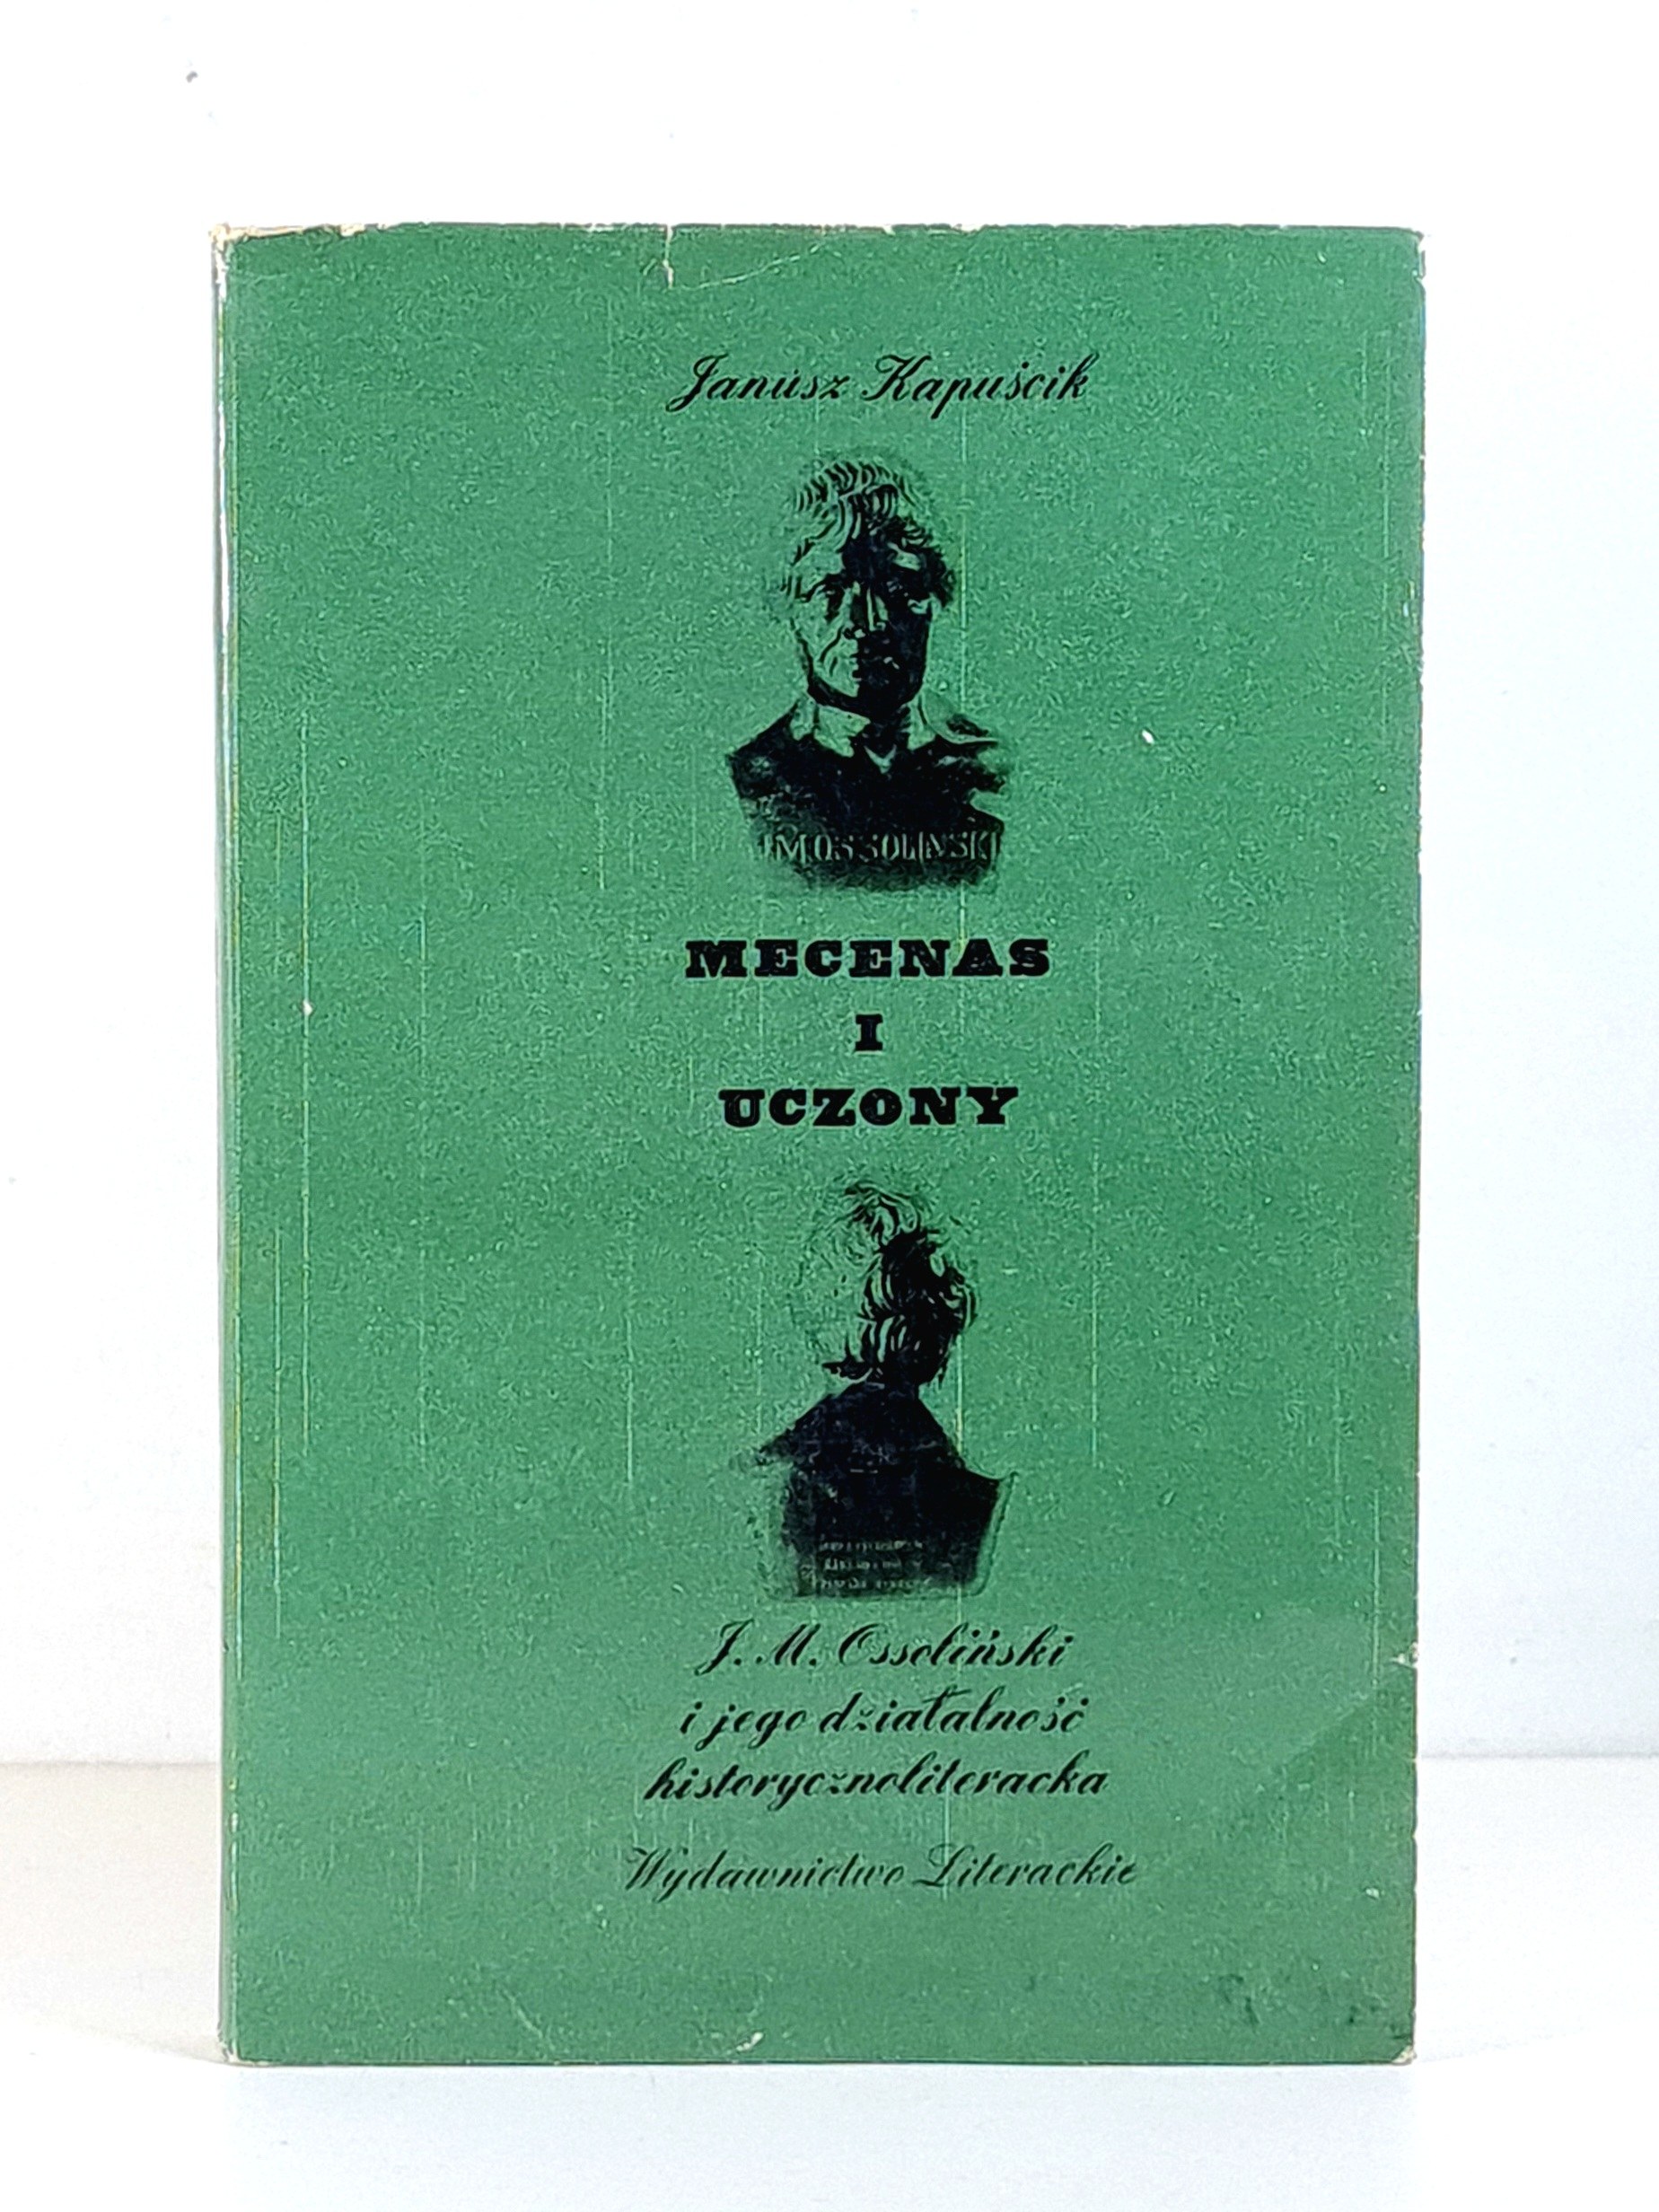 Janusz Kapuścik
J M OSSOLIŃSKI
MECENAS
I
UCZONY
J. M. Ossoliński
i jego działalność
historycznoliteracka
Wydawnictwo Literackie